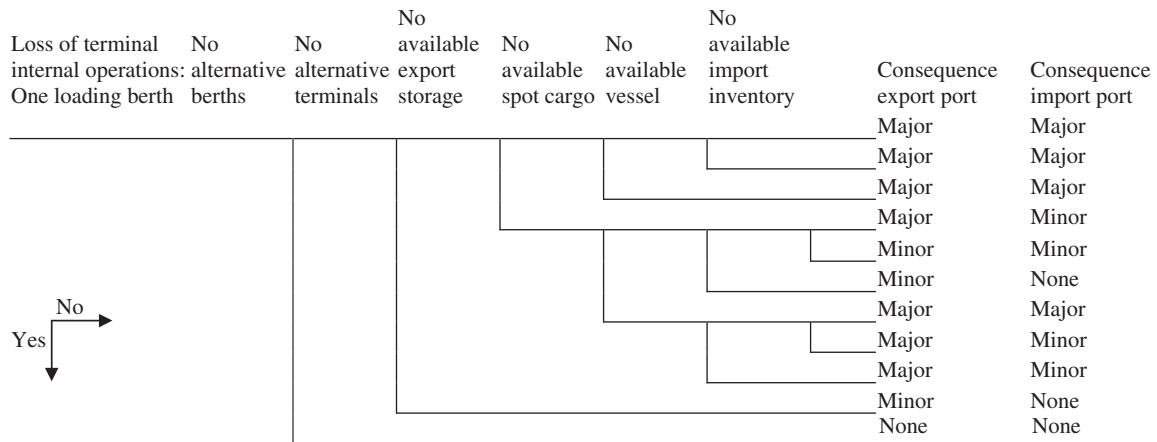 No
Loss of terminal No No available No No available
internal operations: alternative alternative export available available import Consequence Consequence
One loading berth berths terminals storage spot cargo vessel inventory export port import port
Major Major
Major Major
Major Major
Major Minor
Minor Minor
Minor None
No
Major Major
Yes
Major Minor
Major Minor
Minor None
None None